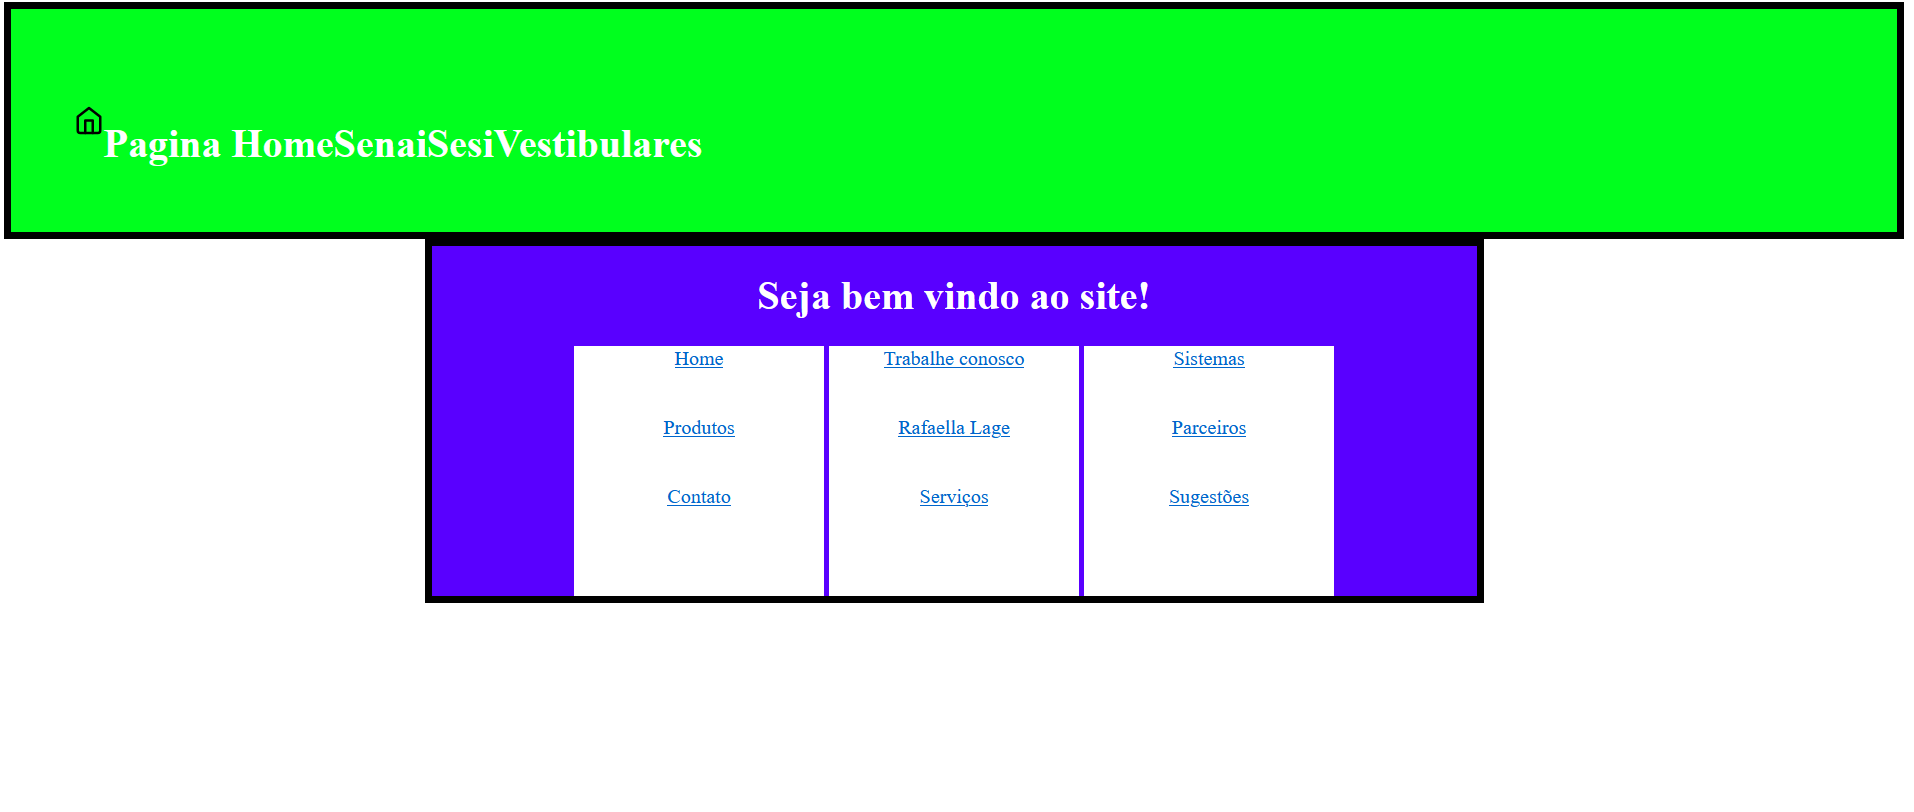 Pagina HomeSenaiSesiVestibulares
Seja bem vindo ao site!
Home Trabalhe conosco Sistemas
Produtos Rafaella Lage Parceiros
Contato Serviços Sugestões